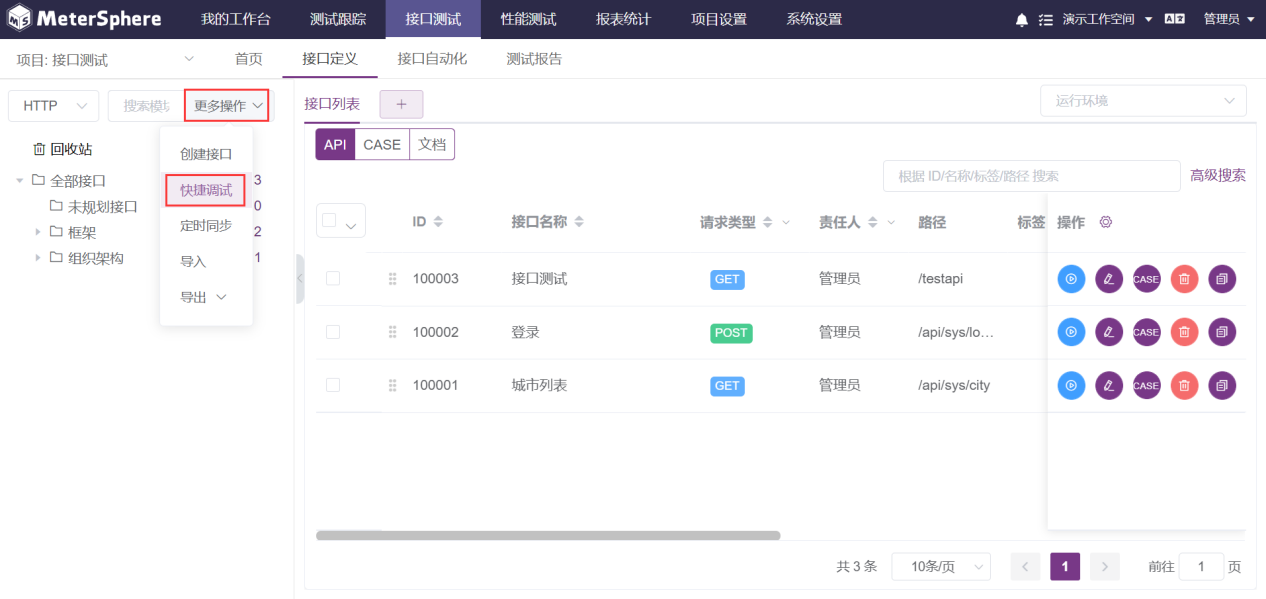 MS MeterSphere 我的工作台 测试跟踪 接口测试 性能测试 报表统计 项目设置 系统设置 演示工作空间 管理员
项目: 接口测试 首页 接口定义 接口自动化 测试报告
HTTP 搜索模块 更多操作
接口列表 + 运行环境
API CASE 文档
根据 ID/名称/标签/路径 搜索 高级搜索
回收站
全部接口 3
未规划接口 0
框架 2
组织架构 1
创建接口
快捷调试
定时同步
导入
导出
ID 接口名称 请求类型 责任人 路径 标签 操作
100003 接口测试 GET 管理员 /testapi CASE
100002 登录 POST 管理员 /api/sys/lo... CASE
100001 城市列表 GET 管理员 /api/sys/city CASE
共 3 条 10条/页 < 1 > 前往 1 页